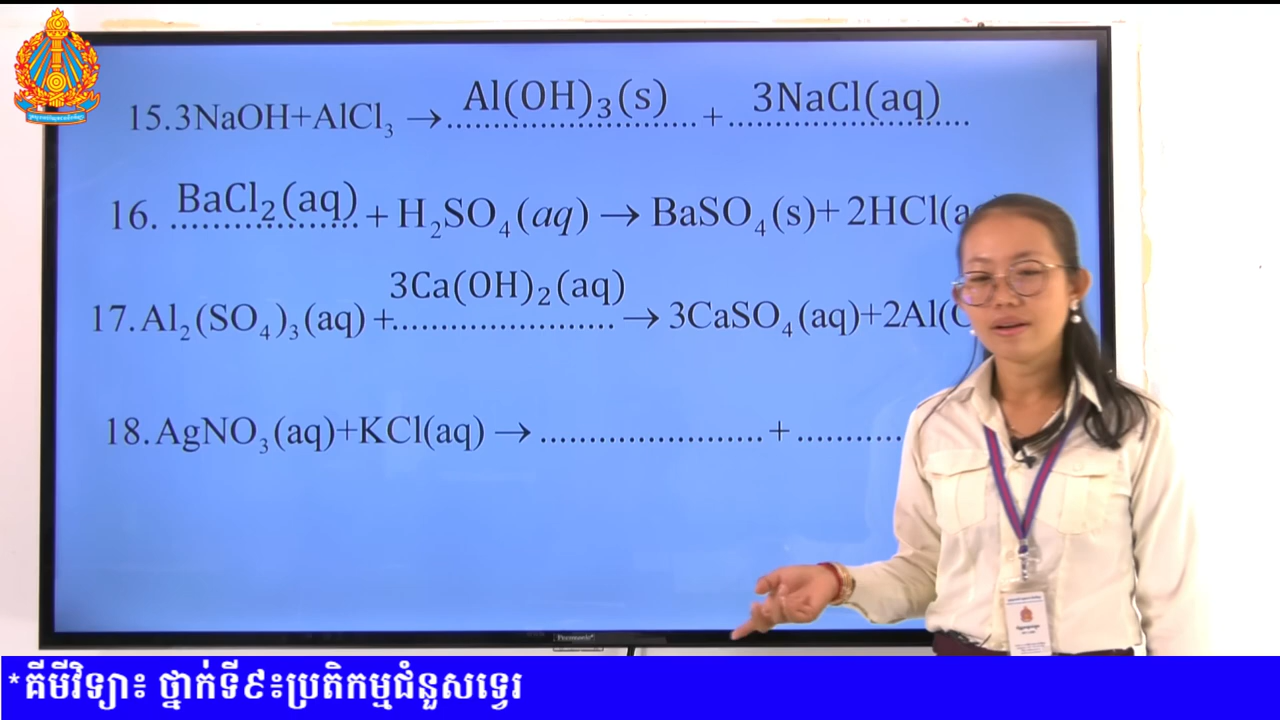 15.3NaOH+AlCl₃ → Al(OH)₃(s) + 3NaCl(aq)
16. BaCl₂(aq) + H₂SO₄(aq) → BaSO₄(s)+ 2HCl(a
17.Al₂(SO₄)₃(aq) + 3Ca(OH)₂(aq) → 3CaSO₄(aq)+2Al(
18.AgNO₃(aq)+KCl(aq) → ........................ + ...........
*គីមីវិទ្យា៖ ថ្នាក់ទី៩៖ប្រតិកម្មជំនួសទ្វេរ